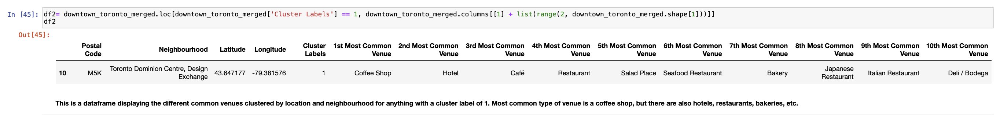 In [45]: df2= downtown_toronto_merged.loc[downtown_toronto_merged['Cluster Labels'] == 1, downtown_toronto_merged.columns[[1] + list(range(2, downtown_toronto_merged.shape[1]))]]
df2
Out[45]:
Postal Code Neighbourhood Latitude Longitude Cluster Labels 1st Most Common Venue 2nd Most Common Venue 3rd Most Common Venue 4th Most Common Venue 5th Most Common Venue 6th Most Common Venue 7th Most Common Venue 8th Most Common Venue 9th Most Common Venue 10th Most Common Venue
10 M5K Toronto Dominion Centre, Design Exchange 43.647177 -79.381576 1 Coffee Shop Hotel Café Restaurant Salad Place Seafood Restaurant Bakery Japanese Restaurant Italian Restaurant Deli / Bodega
This is a dataframe displaying the different common venues clustered by location and neighbourhood for anything with a cluster label of 1. Most common type of venue is a coffee shop, but there are also hotels, restaurants, bakeries, etc.